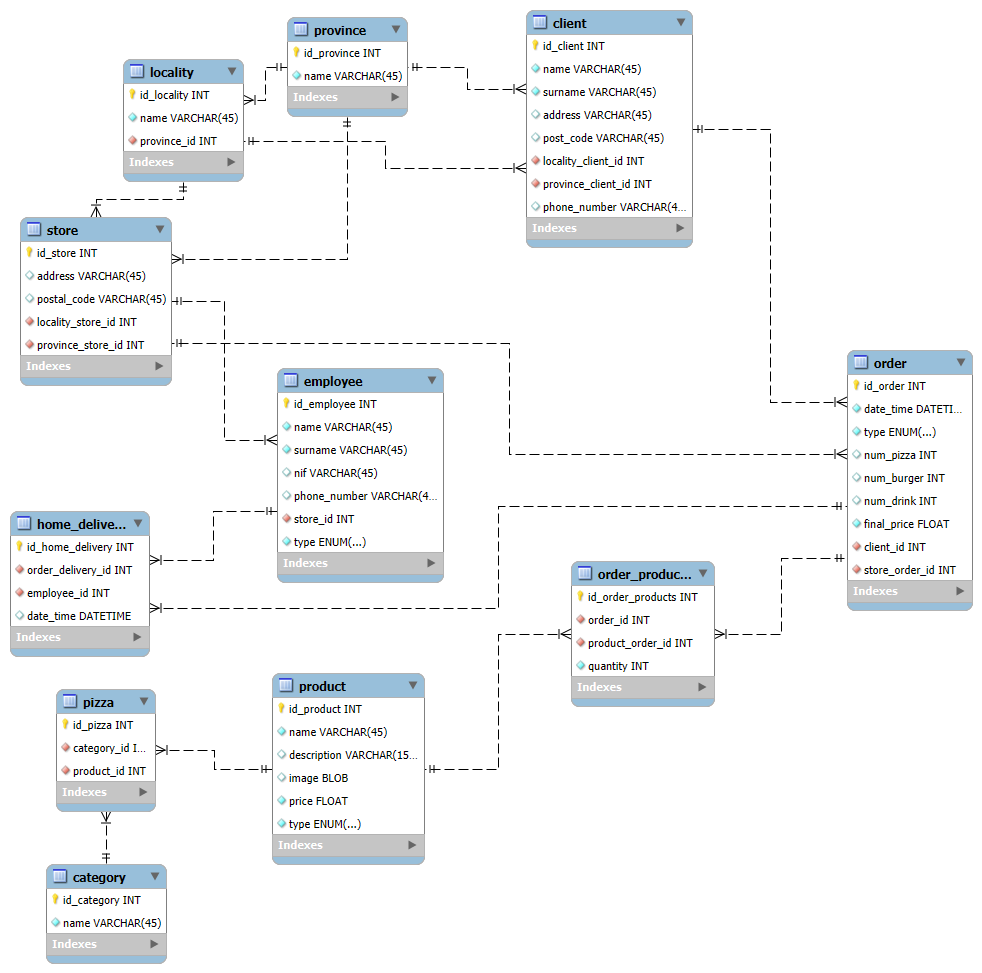 province
id_province INT
name VARCHAR(45)
Indexes
client
id_client INT
name VARCHAR(45)
surname VARCHAR(45)
address VARCHAR(45)
post_code VARCHAR(45)
locality_client_id INT
province_client_id INT
phone_number VARCHAR(4...
Indexes
locality
id_locality INT
name VARCHAR(45)
province_id INT
Indexes
store
id_store INT
address VARCHAR(45)
postal_code VARCHAR(45)
locality_store_id INT
province_store_id INT
Indexes
employee
id_employee INT
name VARCHAR(45)
surname VARCHAR(45)
nif VARCHAR(45)
phone_number VARCHAR(4...
store_id INT
type ENUM(...)
Indexes
order
id_order INT
date_time DATETI...
type ENUM(...)
num_pizza INT
num_burger INT
num_drink INT
final_price FLOAT
client_id INT
store_order_id INT
Indexes
home_delive...
id_home_delivery INT
order_delivery_id INT
employee_id INT
date_time DATETIME
Indexes
order_produc...
id_order_products INT
order_id INT
product_order_id INT
quantity INT
Indexes
product
id_product INT
name VARCHAR(45)
description VARCHAR(15...
image BLOB
price FLOAT
type ENUM(...)
Indexes
pizza
id_pizza INT
category_id I...
product_id INT
Indexes
category
id_category INT
name VARCHAR(45)
Indexes